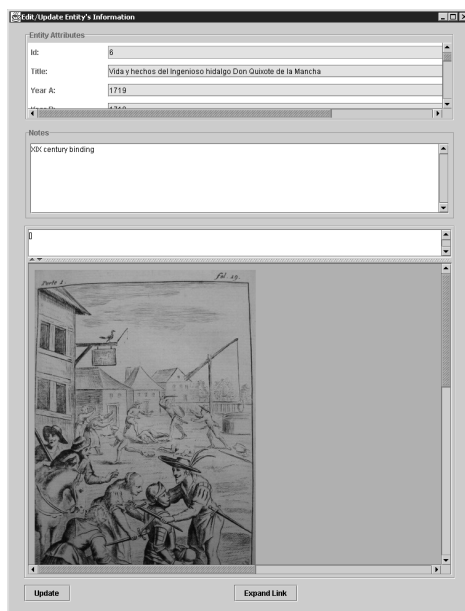 Edit/Update Entity's Information
Entity Attributes
Id: 6
Title: Vida y hechos del Ingenioso hidalgo Don Quixote de la Mancha
Year A: 1719
Notes
XIX century binding
[]
Parte I. fol. 19.
Update Expand Link